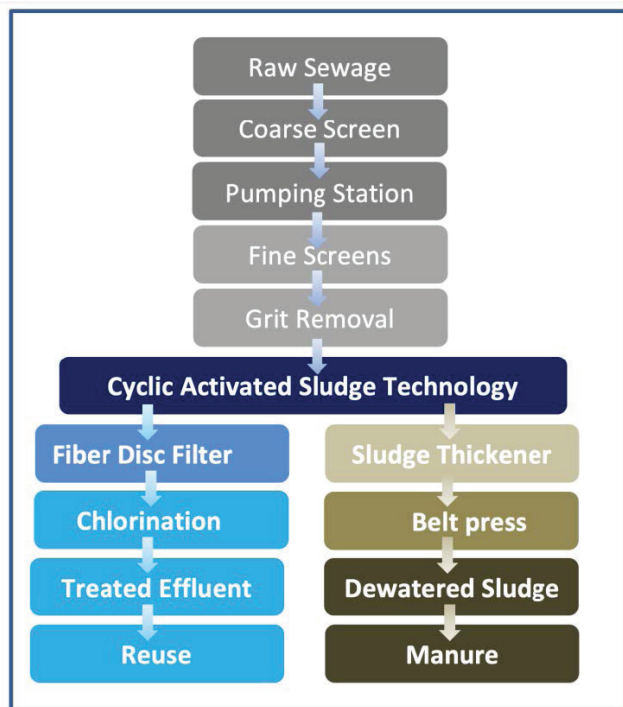 Raw Sewage
Coarse Screen
Pumping Station
Fine Screens
Grit Removal
Cyclic Activated Sludge Technology
Fiber Disc Filter
Chlorination
Treated Effluent
Reuse
Sludge Thickener
Belt press
Dewatered Sludge
Manure